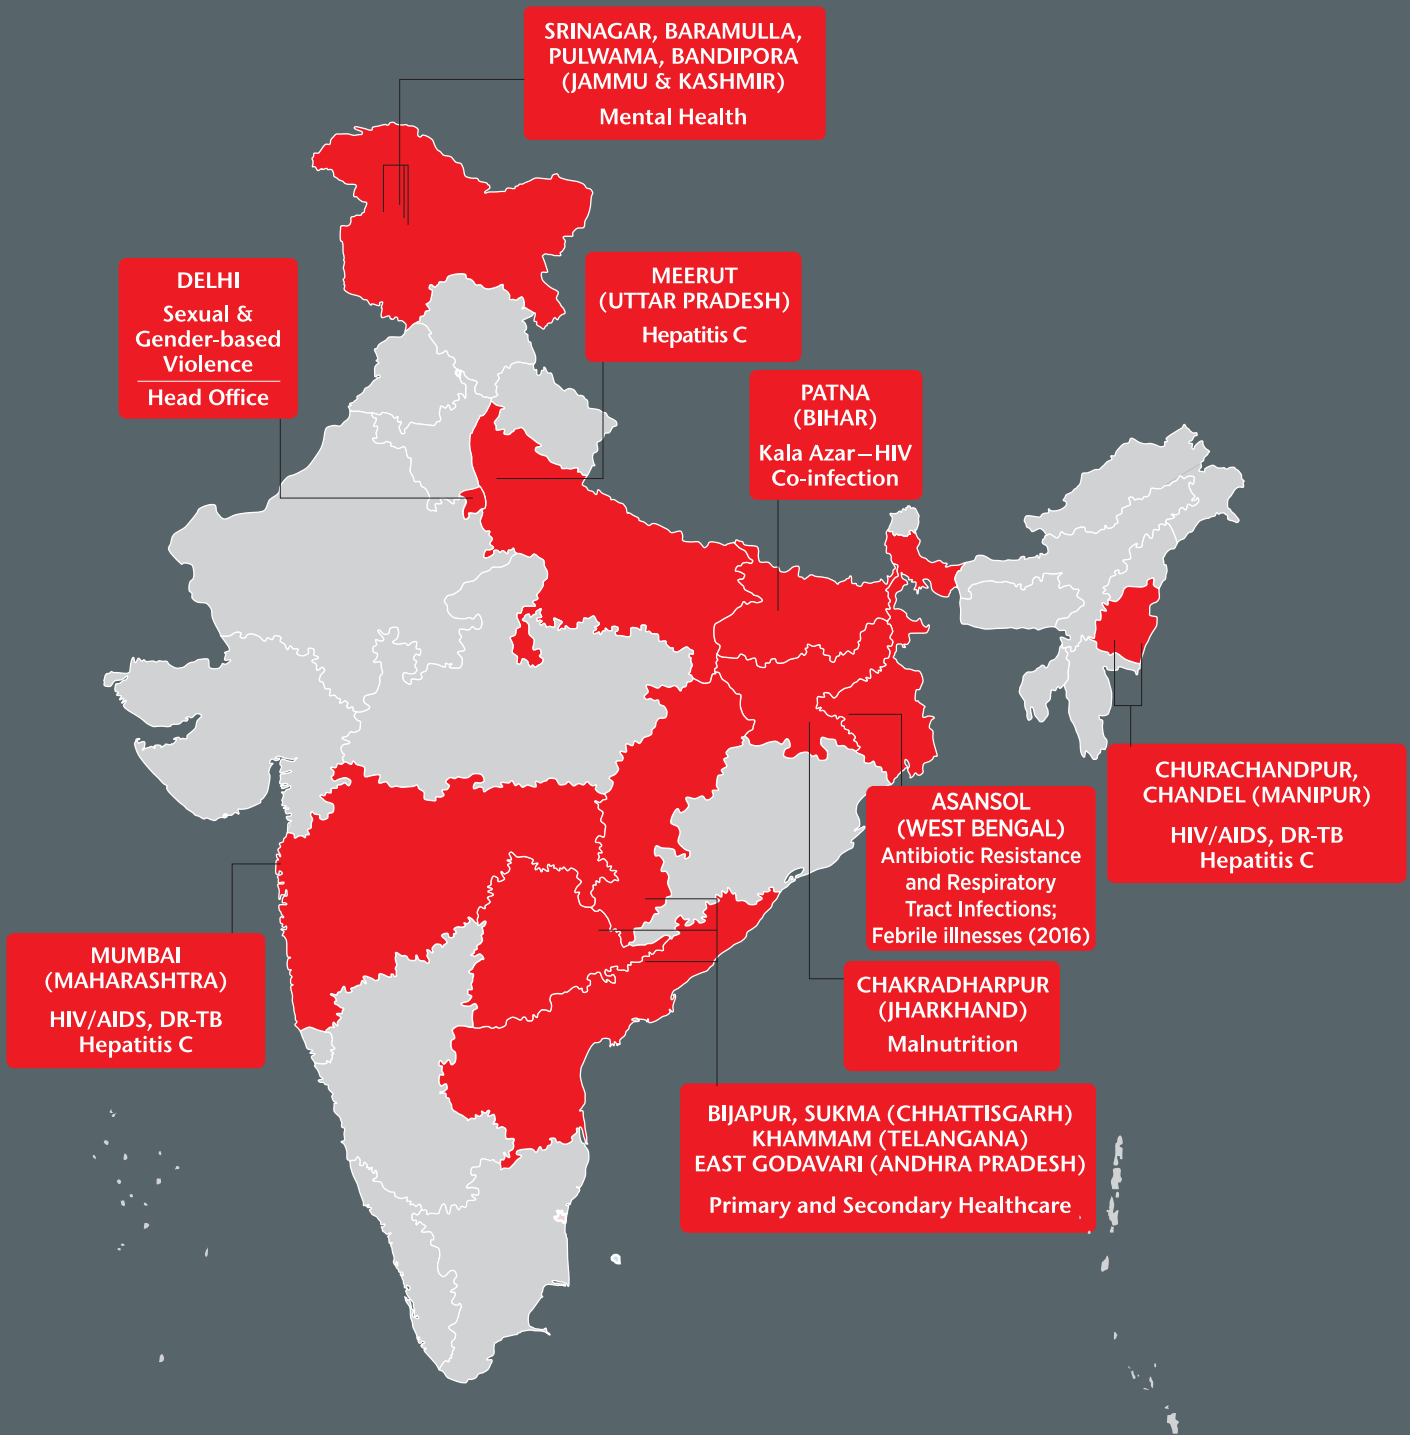 SRINAGAR, BARAMULLA,
PULWAMA, BANDIPORA
(JAMMU & KASHMIR)
Mental Health
DELHI
Sexual &
Gender-based
Violence
Head Office
MEERUT
(UTTAR PRADESH)
Hepatitis C
PATNA
(BIHAR)
Kala Azar–HIV
Co-infection
CHURACHANDPUR,
CHANDEL (MANIPUR)
HIV/AIDS, DR-TB
Hepatitis C
ASANSOL
(WEST BENGAL)
Antibiotic Resistance
and Respiratory
Tract Infections;
Febrile illnesses (2016)
MUMBAI
(MAHARASHTRA)
HIV/AIDS, DR-TB
Hepatitis C
CHAKRADHARPUR
(JHARKHAND)
Malnutrition
BIJAPUR, SUKMA (CHHATTISGARH)
KHAMMAM (TELANGANA)
EAST GODAVARI (ANDHRA PRADESH)
Primary and Secondary Healthcare